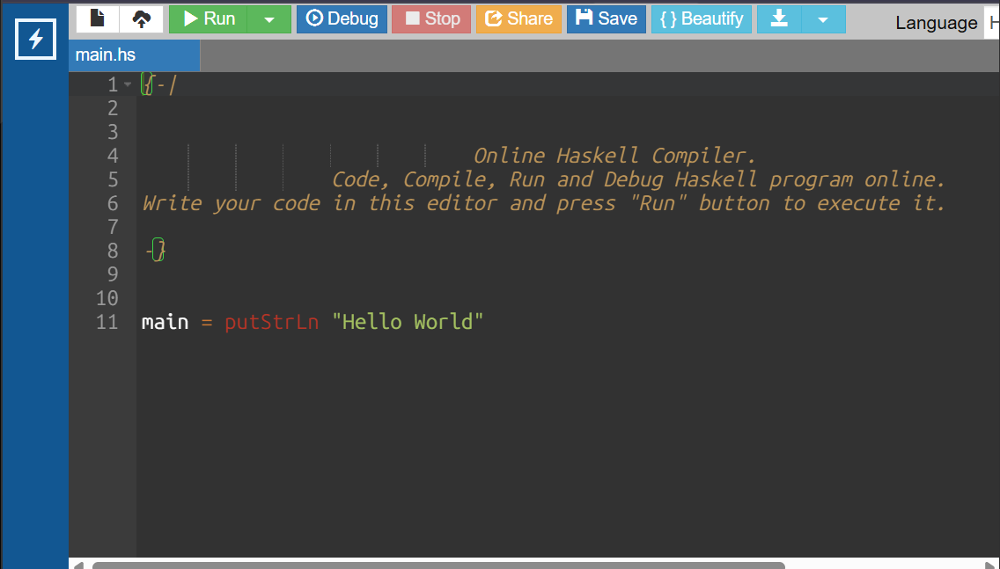 Run Debug Stop Share Save { } Beautify Language H
main.hs
1 {-
2
3
4 Online Haskell Compiler.
5 Code, Compile, Run and Debug Haskell program online.
6 Write your code in this editor and press "Run" button to execute it.
7
8 -}
9
10
11 main = putStrLn "Hello World"